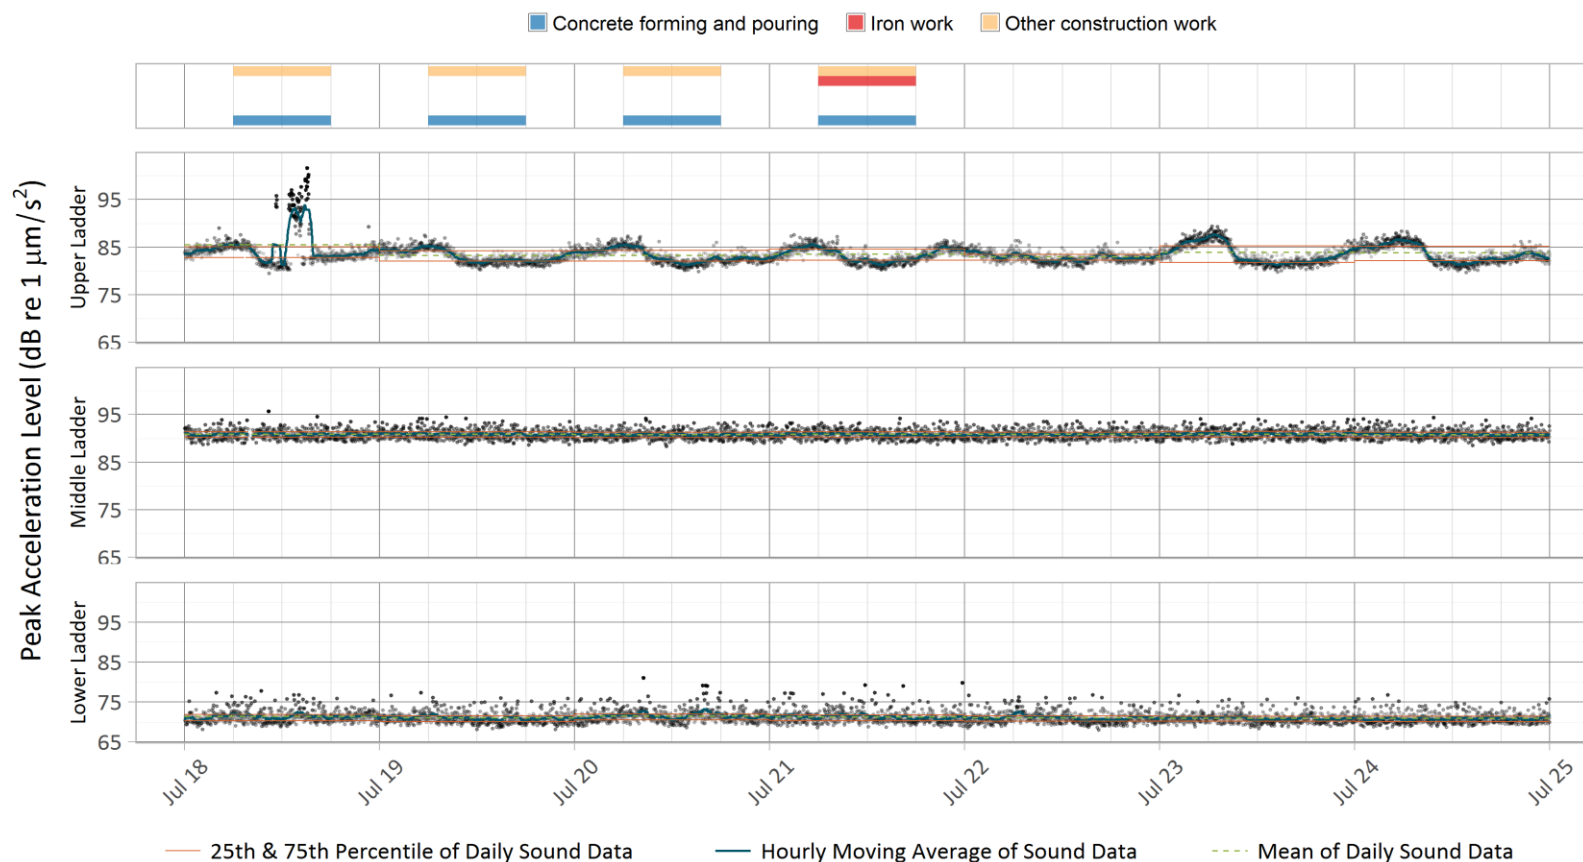 Concrete forming and pouring Iron work Other construction work
Peak Acceleration Level (dB re 1 μm / s²)
Upper Ladder
95
85
75
65
Middle Ladder
95
85
75
65
Lower Ladder
95
85
75
65
Jul 18 Jul 19 Jul 20 Jul 21 Jul 22 Jul 23 Jul 24 Jul 25
25th & 75th Percentile of Daily Sound Data Hourly Moving Average of Sound Data Mean of Daily Sound Data